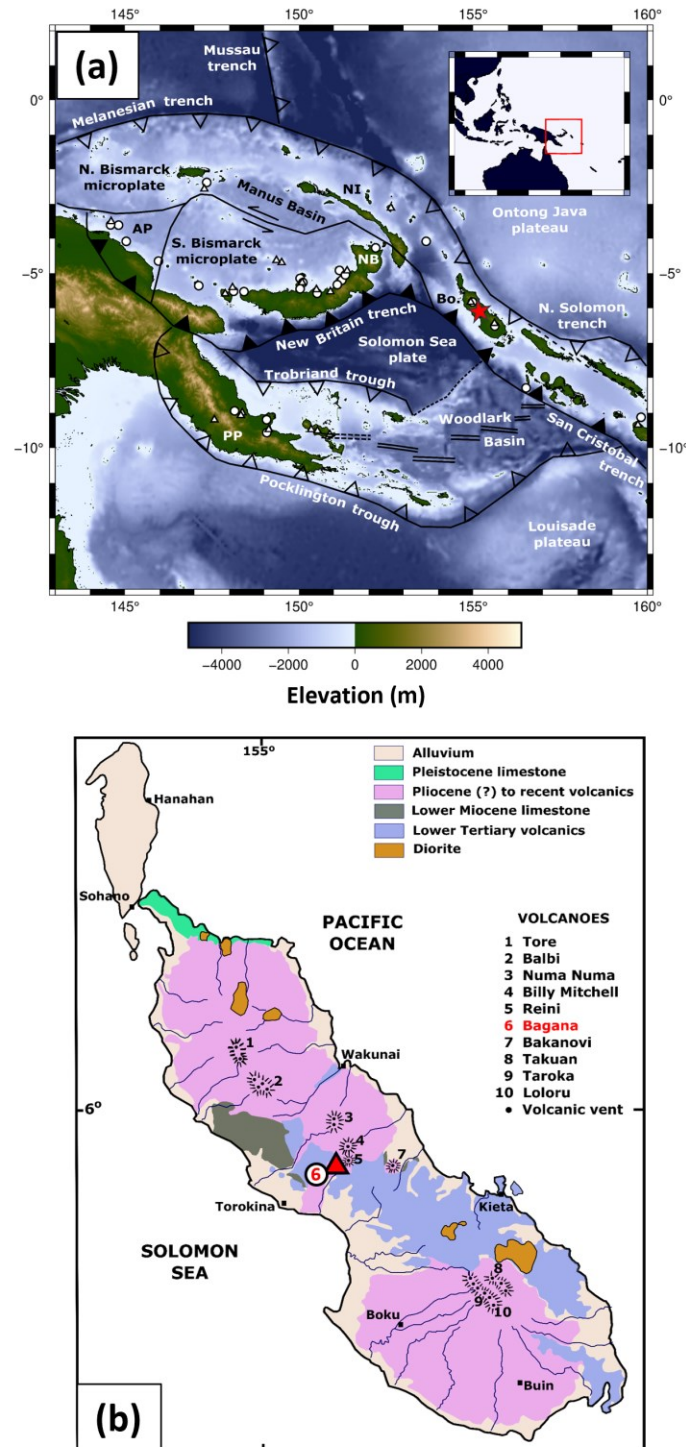 (a)
145°
150°
155°
160°
0°
−5°
−10°
0°
−5°
−10°
Mussau
trench
Melanesian trench
N. Bismarck
microplate
Manus Basin
NI
Ontong Java
plateau
AP
S. Bismarck
microplate
NB
Bo.
N. Solomon
trench
New Britain trench
Solomon Sea
plate
Trobriand trough
Woodlark
Basin
San Cristobal
trench
PP
Pocklington trough
Louisade
plateau
145°
150°
155°
160°
−4000
−2000
0
2000
4000
Elevation (m)
155°
Alluvium
Pleistocene limestone
Pliocene (?) to recent volcanics
Lower Miocene limestone
Lower Tertiary volcanics
Diorite
Hanahan
Sohano
PACIFIC
OCEAN
VOLCANOES
1 Tore
2 Balbi
3 Numa Numa
4 Billy Mitchell
5 Reini
6 Bagana
7 Bakanovi
8 Takuan
9 Taroka
10 Loloru
• Volcanic vent
1
Wakunai
2
6°
3
4
5
6
7
Torokina
Kieta
SOLOMON
SEA
8
9
10
Boku
Buin
(b)